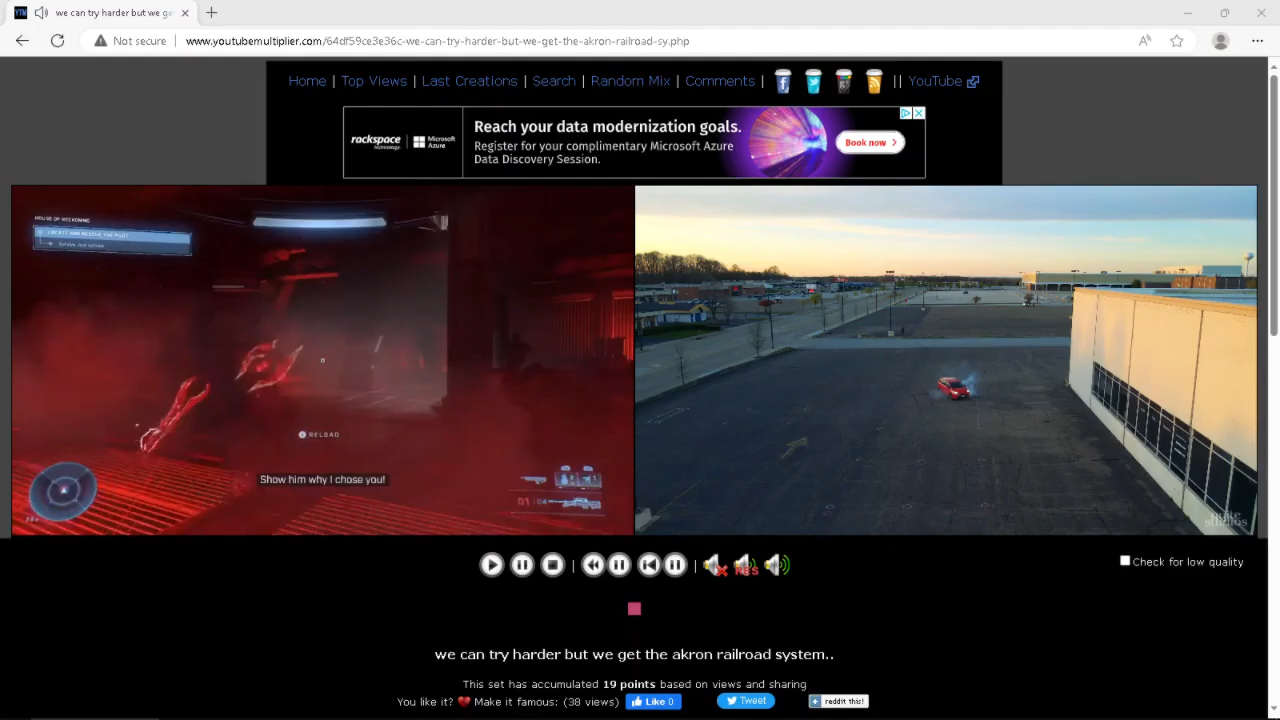 we can try harder but we ge
Not secure
www.youtubemultiplier.com/64df59ce3e36c-we-can-try-harder-but-we-get-the-akron-railroad-sy.php
Home | Top Views | Last Creations | Search | Random Mix | Comments | || YouTube
rackspace technology. | Microsoft Azure
Reach your data modernization goals.
Register for your complimentary Microsoft Azure
Data Discovery Session.
Book now
HOUSE OF RECKONING
RELOAD
Show him why I chose you!
Check for low quality
we can try harder but we get the akron railroad system..
This set has accumulated 19 points based on views and sharing
You like it? Make it famous: (38 views) Like 0 Tweet reddit this!